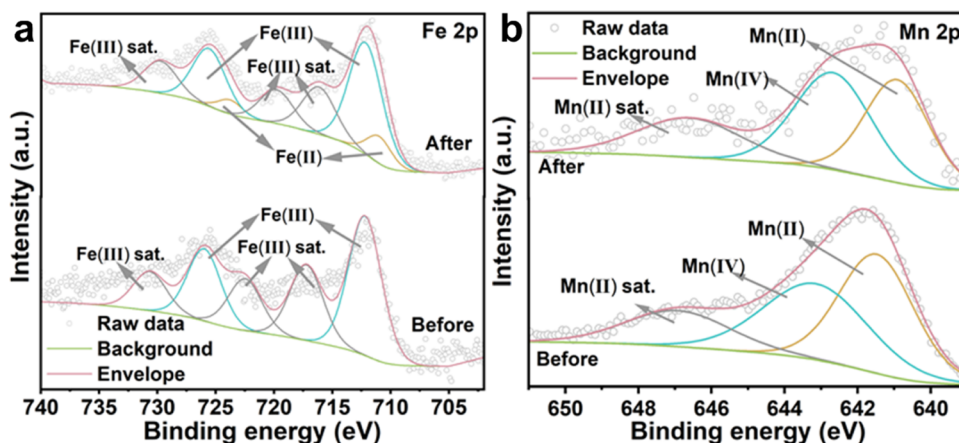 a
Fe 2p
Fe(III) sat.
Fe(III)
Fe(III) sat.
Fe(II)
After
Fe(III)
Fe(III) sat.
Fe(III) sat.
Raw data
Background
Envelope
Before
Intensity (a.u.)
740 735 730 725 720 715 710 705
Binding energy (eV)
b
Mn 2p
Raw data
Background
Envelope
Mn(II)
Mn(IV)
Mn(II) sat.
After
Mn(II)
Mn(IV)
Mn(II) sat.
Before
Intensity (a.u.)
650 648 646 644 642 640
Binding energy (eV)